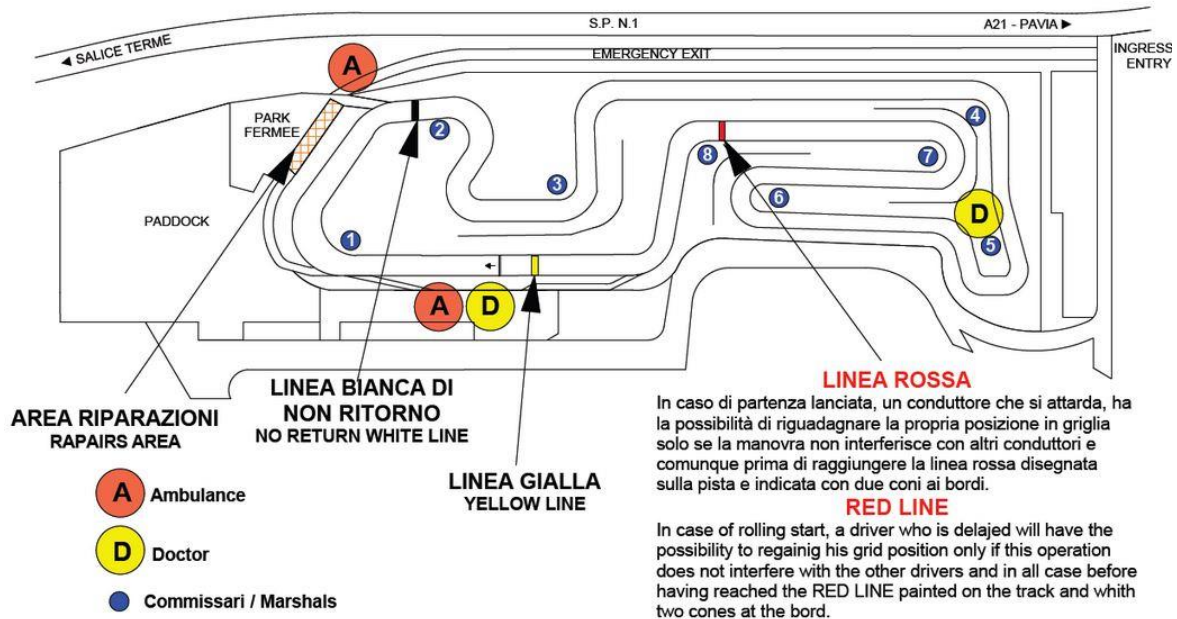 S.P. N.1
A21 - PAVIA ▶
◀ SALICE TERME
INGRESS
ENTRY
EMERGENCY EXIT
A
PARK
FERMEE
PADDOCK
1
2
3
4
5
6
7
8
D
A
D
AREA RIPARAZIONI
RAPAIRS AREA
LINEA BIANCA DI
NON RITORNO
NO RETURN WHITE LINE
LINEA GIALLA
YELLOW LINE
A Ambulance
D Doctor
Commissari / Marshals
LINEA ROSSA
In caso di partenza lanciata, un conduttore che si attarda, ha
la possibilità di riguadagnare la propria posizione in griglia
solo se la manovra non interferisce con altri conduttori e
comunque prima di raggiungere la linea rossa disegnata
sulla pista e indicata con due coni ai bordi.
RED LINE
In case of rolling start, a driver who is delajed will have the
possibility to regainig his grid position only if this operation
does not interfere with the other drivers and in all case before
having reached the RED LINE painted on the track and whith
two cones at the bord.